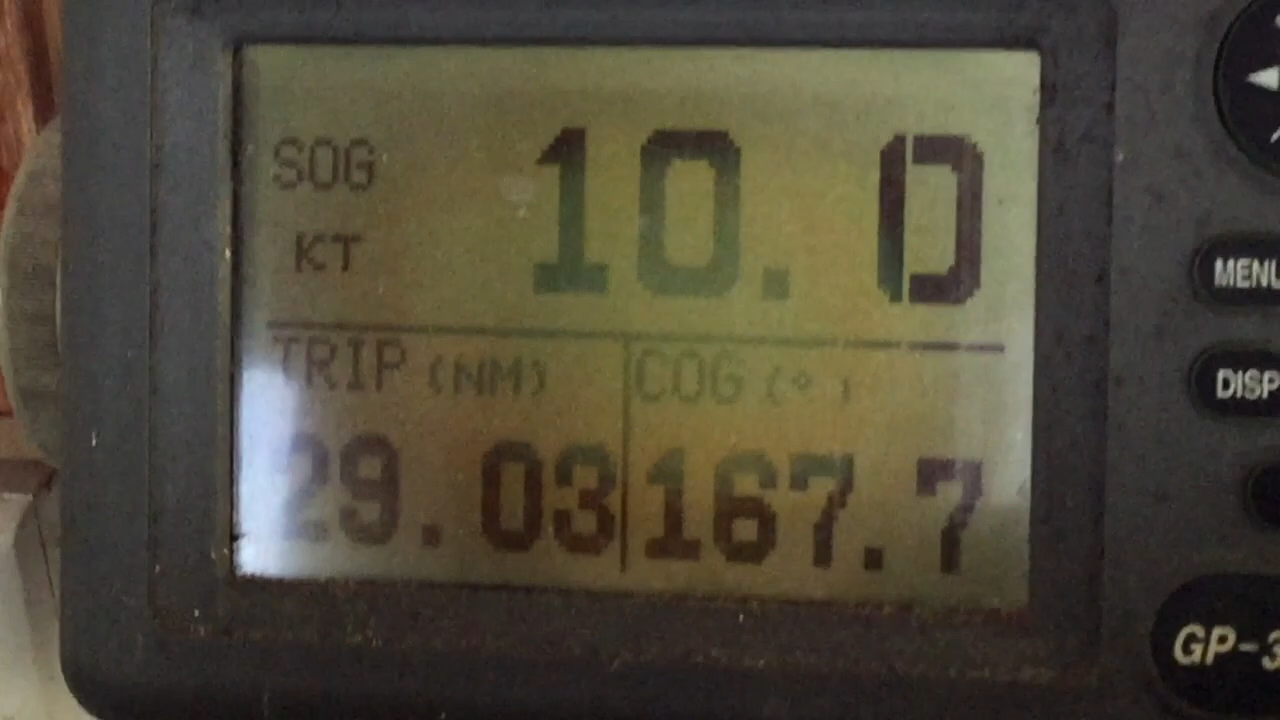 SOG 10.0
KT
TRIP (NM) COG (°)
29.03 167.7
MENU
DISP
GP-3